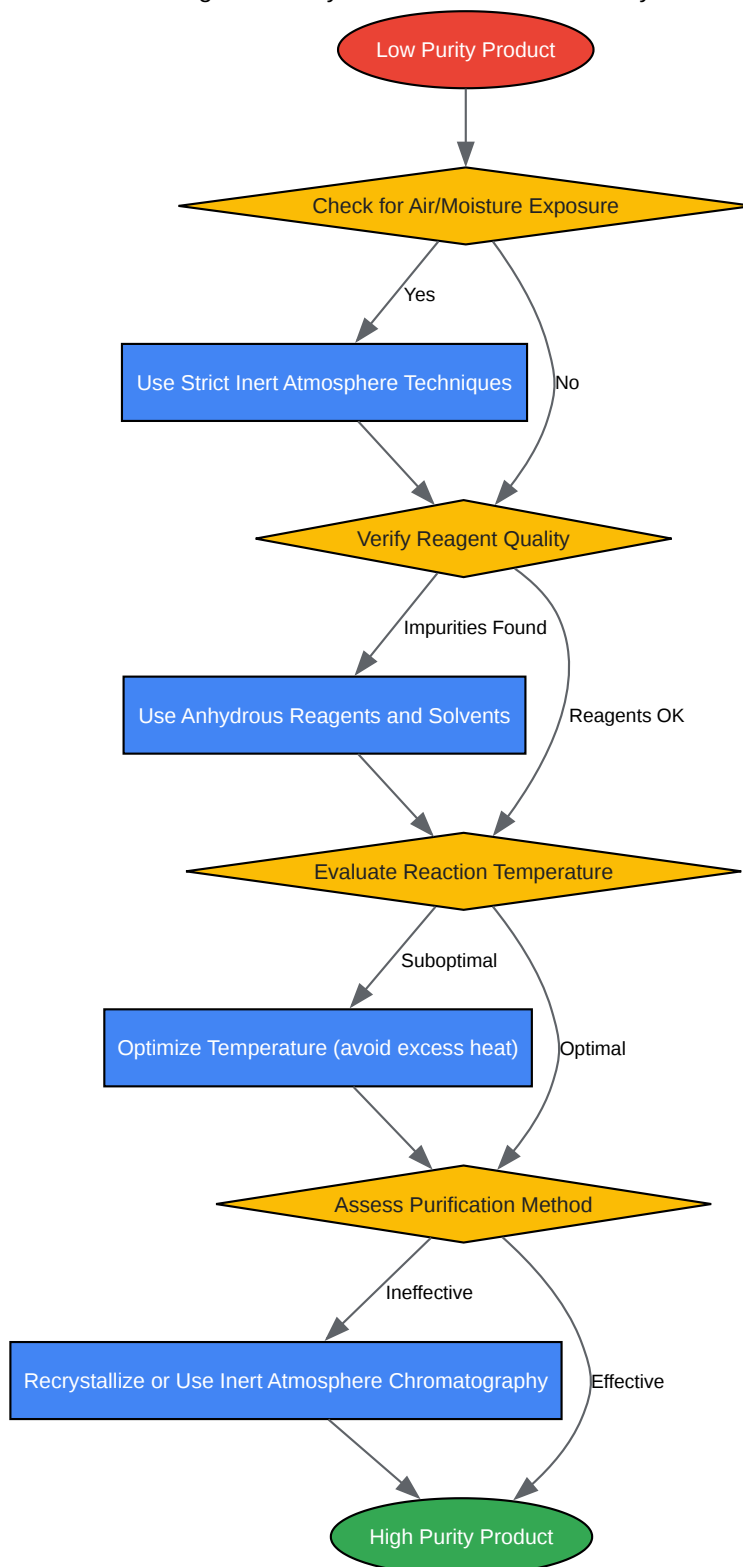 Low Purity Product
Check for Air/Moisture Exposure
Yes
Use Strict Inert Atmosphere Techniques
No
Verify Reagent Quality
Impurities Found
Use Anhydrous Reagents and Solvents
Reagents OK
Evaluate Reaction Temperature
Suboptimal
Optimize Temperature (avoid excess heat)
Optimal
Assess Purification Method
Ineffective
Recrystallize or Use Inert Atmosphere Chromatography
Effective
High Purity Product